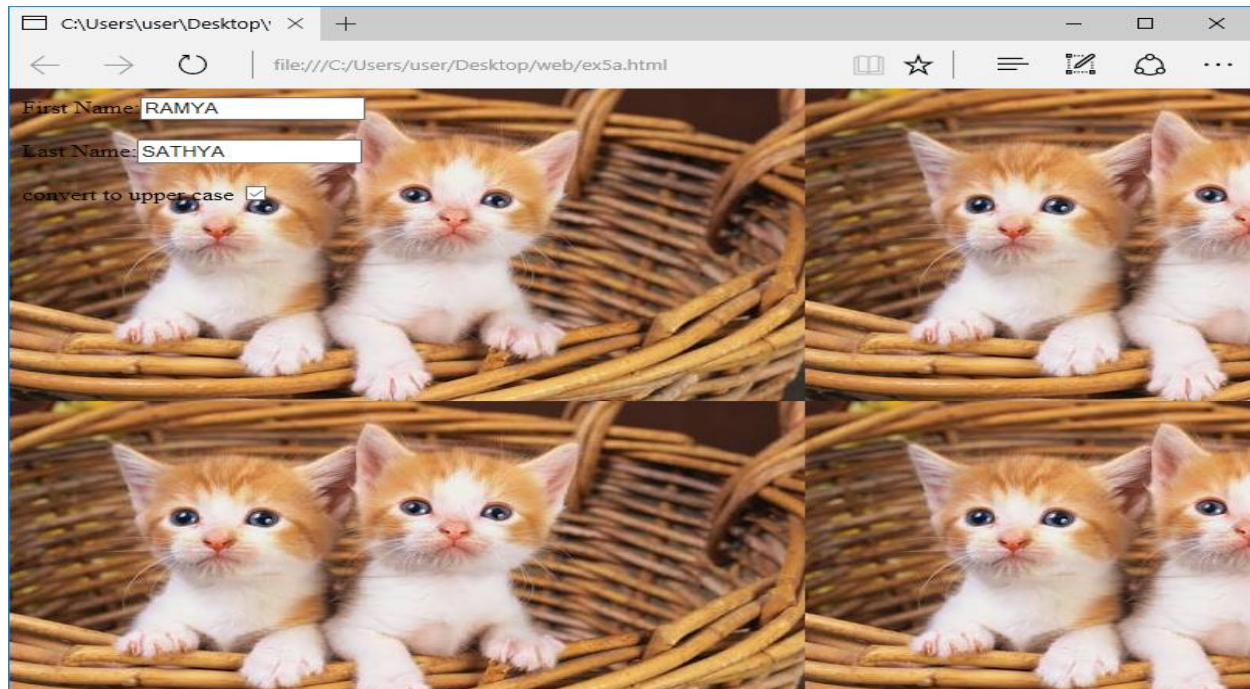 C:\Users\user\Desktop\
file:///C:/Users/user/Desktop/web/ex5a.html
First Name: RAMYA
Last Name: SATHYA
convert to upper case